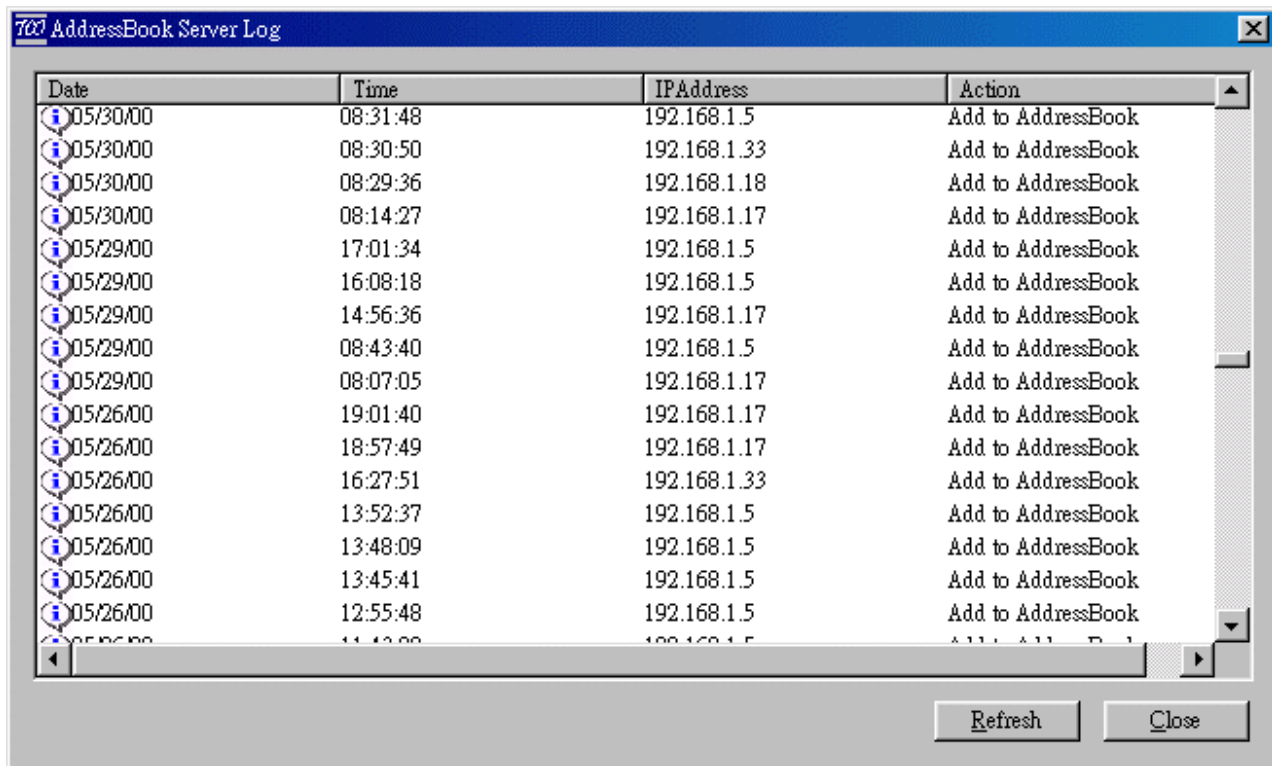 AddressBook Server Log
Date Time IPAddress Action
05/30/00 08:31:48 192.168.1.5 Add to AddressBook
05/30/00 08:30:50 192.168.1.33 Add to AddressBook
05/30/00 08:29:36 192.168.1.18 Add to AddressBook
05/30/00 08:14:27 192.168.1.17 Add to AddressBook
05/29/00 17:01:34 192.168.1.5 Add to AddressBook
05/29/00 16:08:18 192.168.1.5 Add to AddressBook
05/29/00 14:56:36 192.168.1.17 Add to AddressBook
05/29/00 08:43:40 192.168.1.5 Add to AddressBook
05/29/00 08:07:05 192.168.1.17 Add to AddressBook
05/26/00 19:01:40 192.168.1.17 Add to AddressBook
05/26/00 18:57:49 192.168.1.17 Add to AddressBook
05/26/00 16:27:51 192.168.1.33 Add to AddressBook
05/26/00 13:52:37 192.168.1.5 Add to AddressBook
05/26/00 13:48:09 192.168.1.5 Add to AddressBook
05/26/00 13:45:41 192.168.1.5 Add to AddressBook
05/26/00 12:55:48 192.168.1.5 Add to AddressBook
Refresh Close